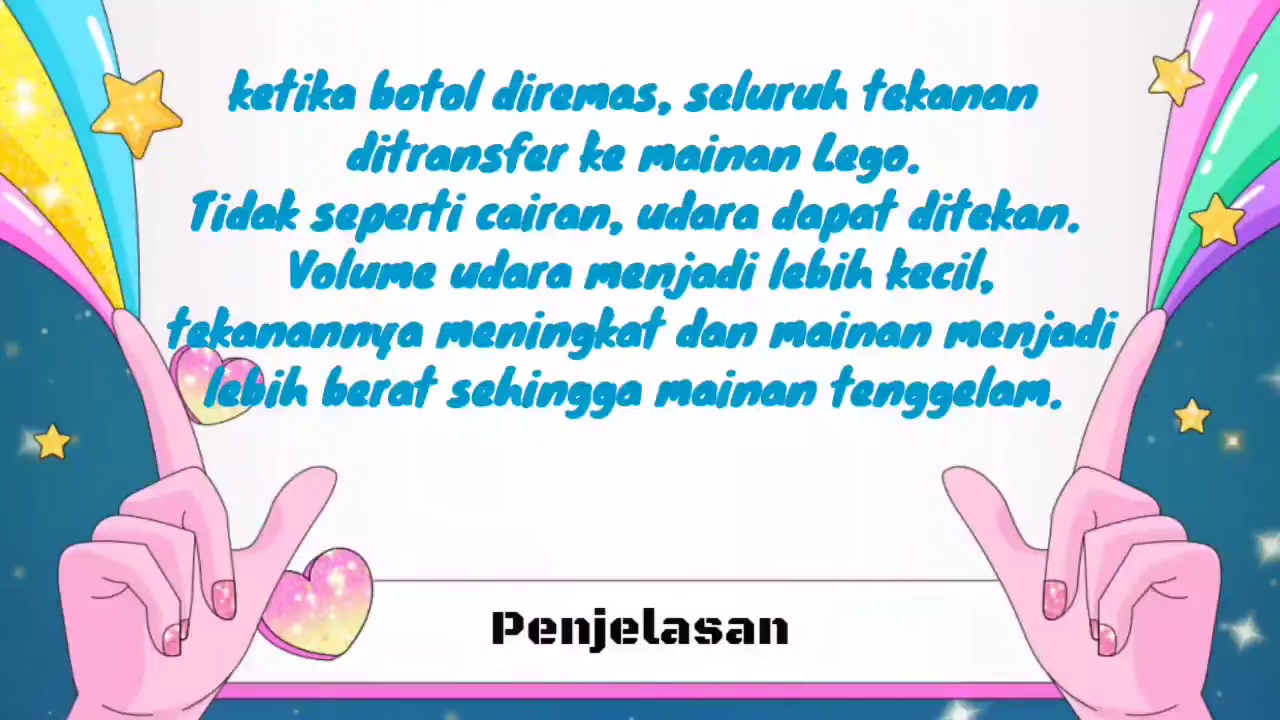 ketika botol diremas, seluruh tekanan
ditransfer ke mainan Lego.
Tidak seperti cairan, udara dapat ditekan.
Volume udara menjadi lebih kecil,
tekanannya meningkat dan mainan menjadi
lebih berat sehingga mainan tenggelam.
Penjelasan